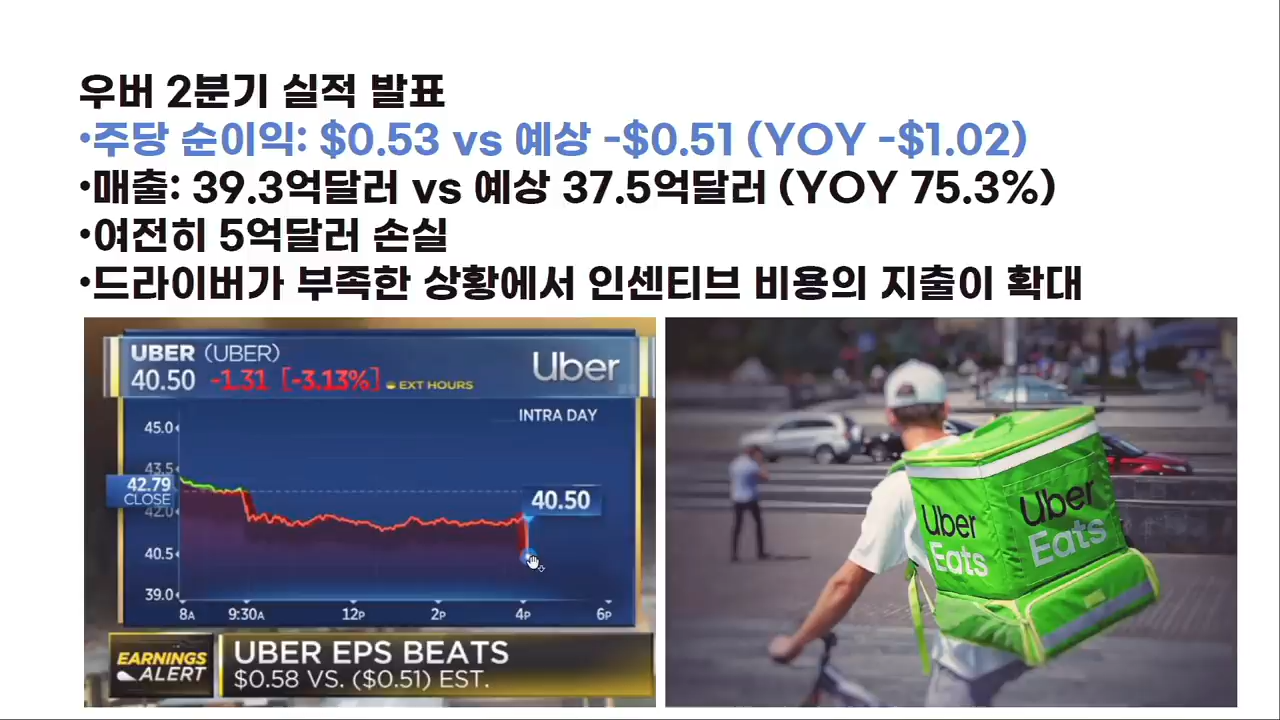 우버 2분기 실적 발표
•주당 순이익: $0.53 vs 예상 -$0.51 (YOY -$1.02)
•매출: 39.3억달러 vs 예상 37.5억달러 (YOY 75.3%)
•여전히 5억달러 손실
•드라이버가 부족한 상황에서 인센티브 비용의 지출이 확대
UBER (UBER)
40.50 -1.31 [-3.13%] EXT HOURS
Uber
INTRA DAY
45.0
43.5
42.79
CLOSE
42.0
40.50
40.5
39.0
8A 9:30A 12P 2P 4P 6P
EARNINGS
ALERT
UBER EPS BEATS
$0.58 VS. ($0.51) EST.
Uber
Eats
Uber
Eats